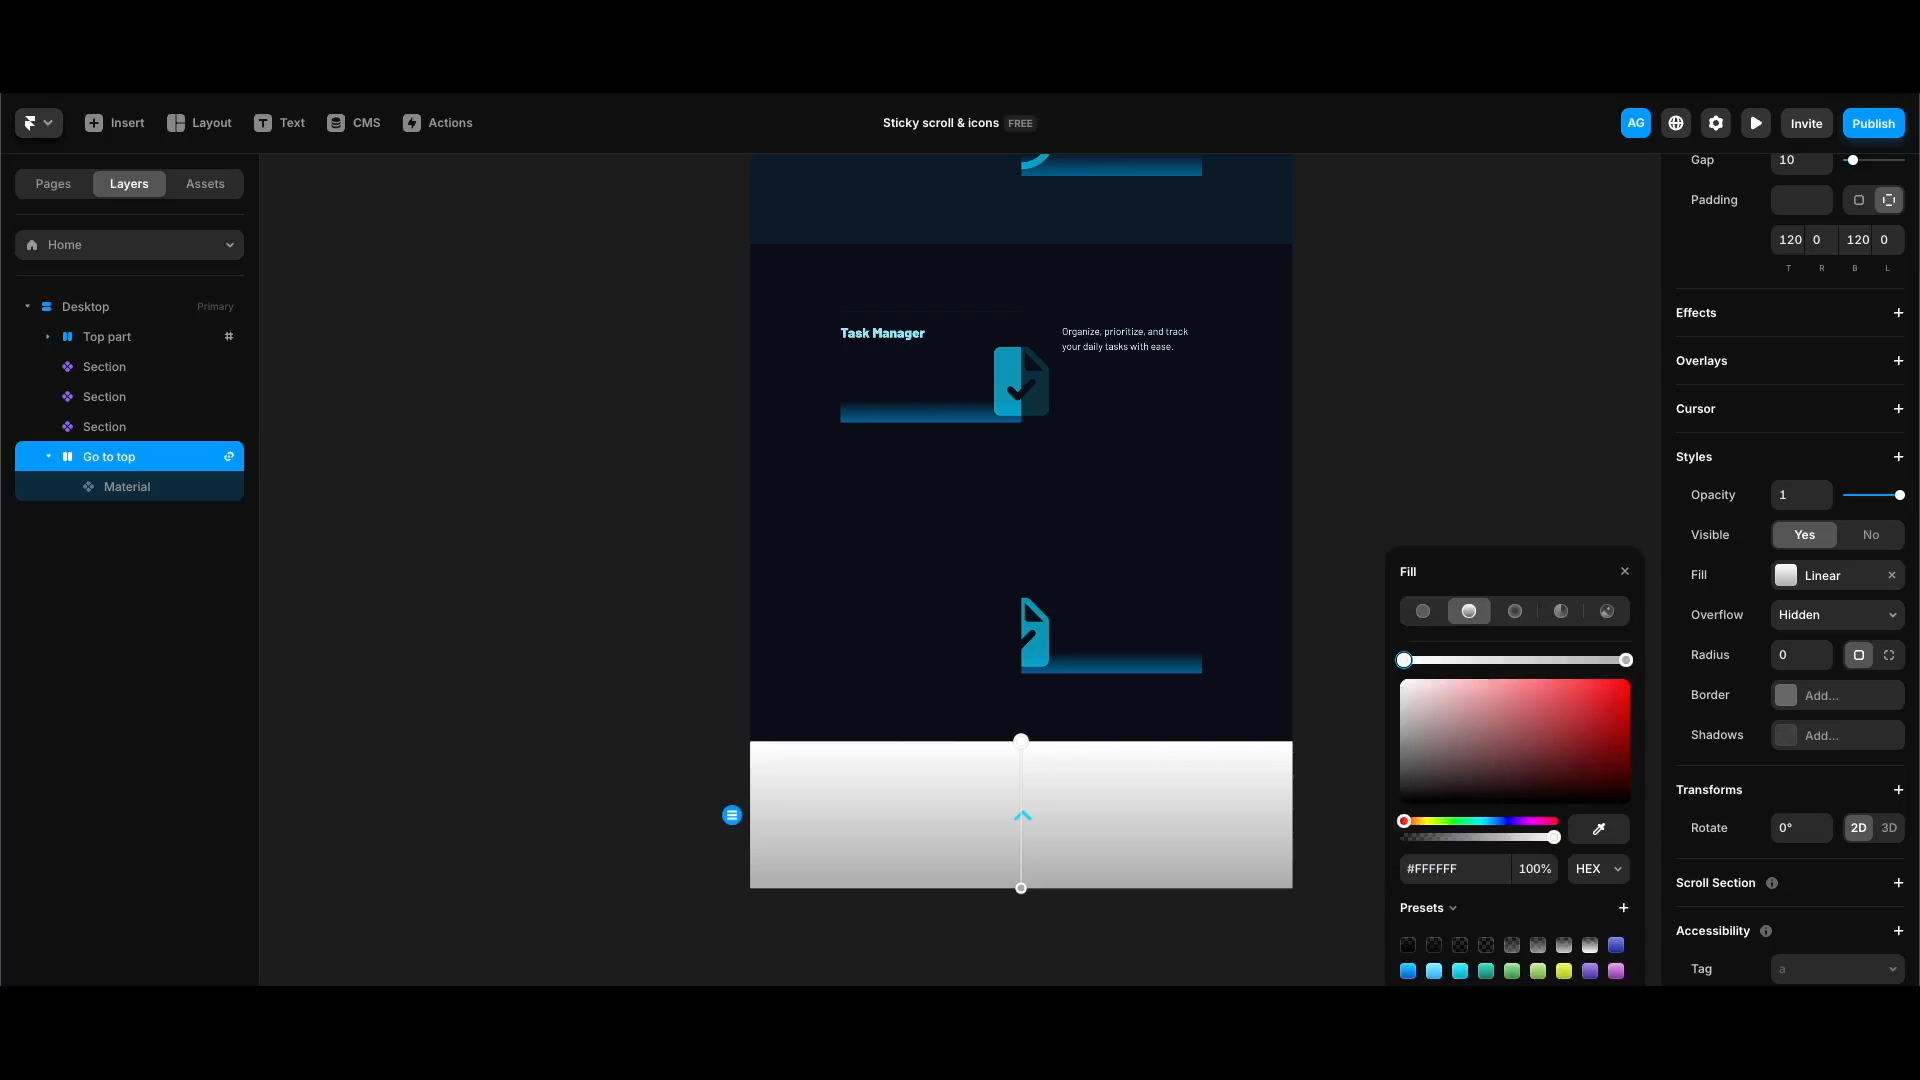 Insert
Layout
Text
CMS
Actions
Sticky scroll & icons FREE
AG
Invite
Publish
Pages
Layers
Assets
Home
Desktop
Primary
Top part
Section
Section
Section
Go to top
Material
Task Manager
Organize, prioritize, and track
your daily tasks with ease.
Fill
#FFFFFF
100%
HEX
Presets
Gap
10
Padding
120
0
120
0
T
R
B
L
Effects
Overlays
Cursor
Styles
Opacity
1
Visible
Yes
No
Fill
Linear
Overflow
Hidden
Radius
0
Border
Add...
Shadows
Add...
Transforms
Rotate
0°
2D
3D
Scroll Section
Accessibility
Tag
a